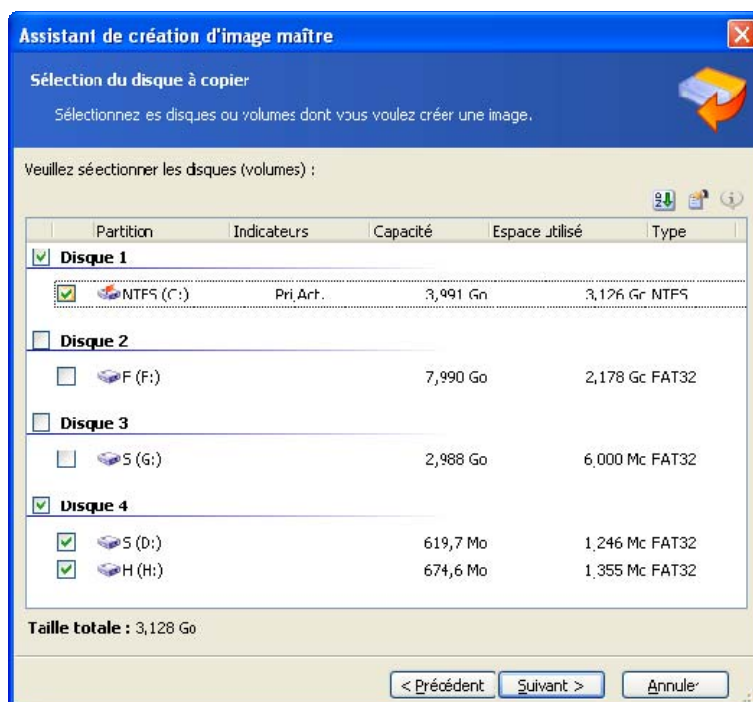 Assistant de création d'image maître
Sélection du disque à copier
Sélectionnez es disques ou volumes dont vous voulez créer une image.
Veuillez séectionner les disques (volumes) :
Partition Indicateurs Capacité Espace utilisé Type
Disque 1
NTFS (C:) Pri,Act. 3,991 Go 3,126 Go NTFS
Disque 2
F (F:) 7,990 Go 2,178 Go FAT32
Disque 3
S (G:) 2,988 Go 6,000 Mo FAT32
Disque 4
S (D:) 619,7 Mo 1,246 Mo FAT32
H (H:) 674,6 Mo 1,355 Mo FAT32
Taille totale : 3,128 Go
< Précédent Suivant > Annuler